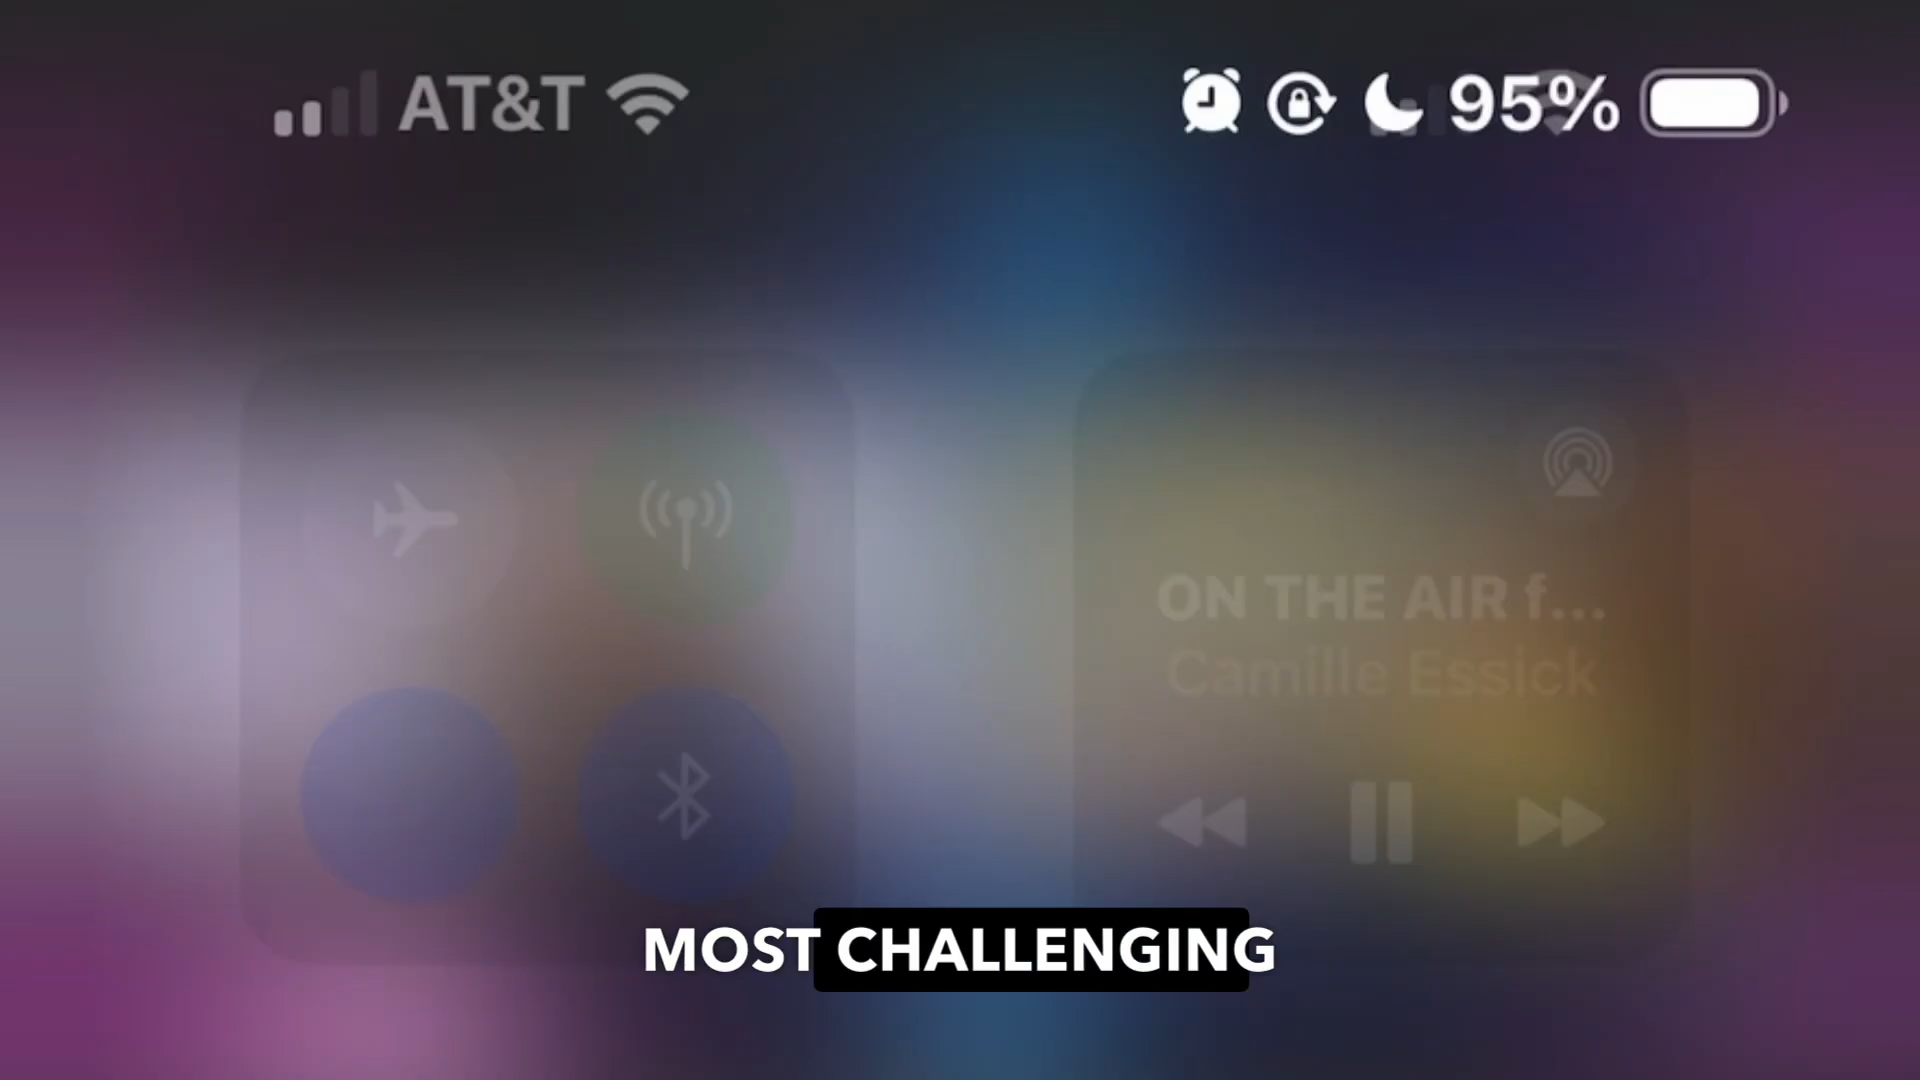 AT&T 95%
ON THE AIR f...
Camille Essick
MOST CHALLENGING